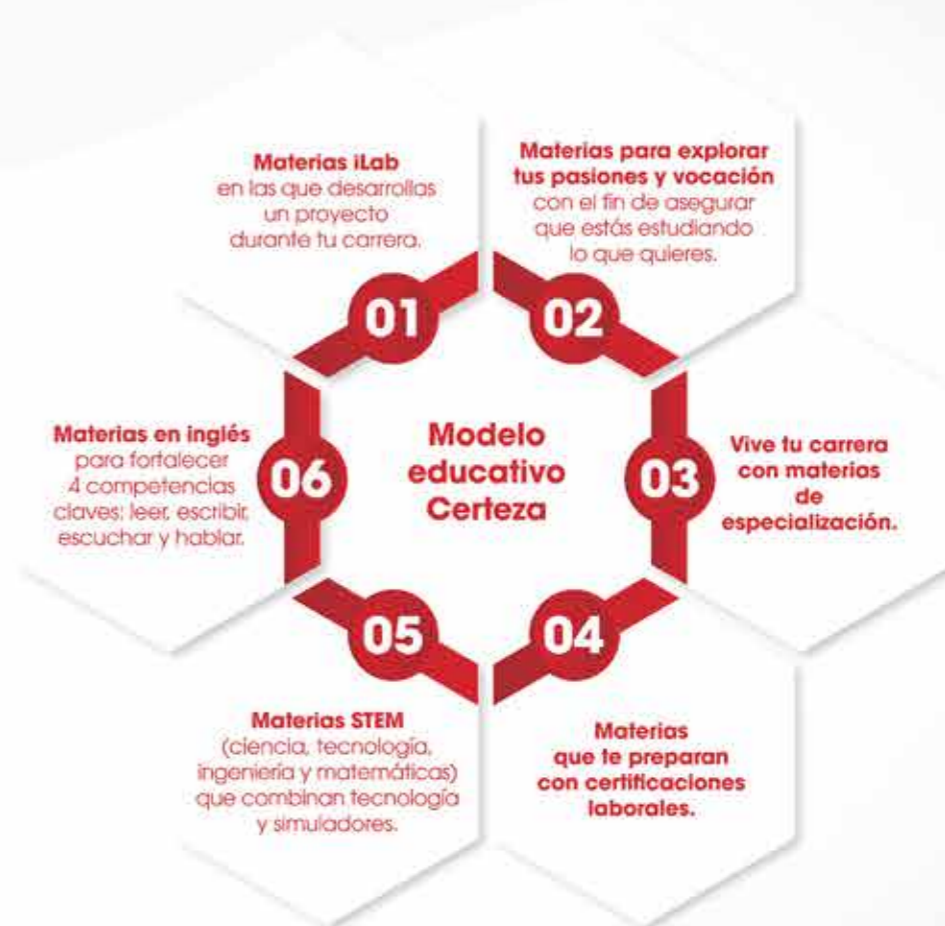 Materias iLab
en las que desarrollas
un proyecto
durante tu carrera.
01
Materias para explorar
tus pasiones y vocación
con el fin de asegurar
que estás estudiando
lo que quieres.
02
Modelo
educativo
Certeza
03
Vive tu carrera
con materias
de
especialización.
04
Materias
que te preparan
con certificaciones
laborales.
05
Materias STEM
(ciencia, tecnología,
ingeniería y matemáticas)
que combinan tecnología
y simuladores.
06
Materias en inglés
para fortalecer
4 competencias
claves: leer, escribir,
escuchar y hablar.